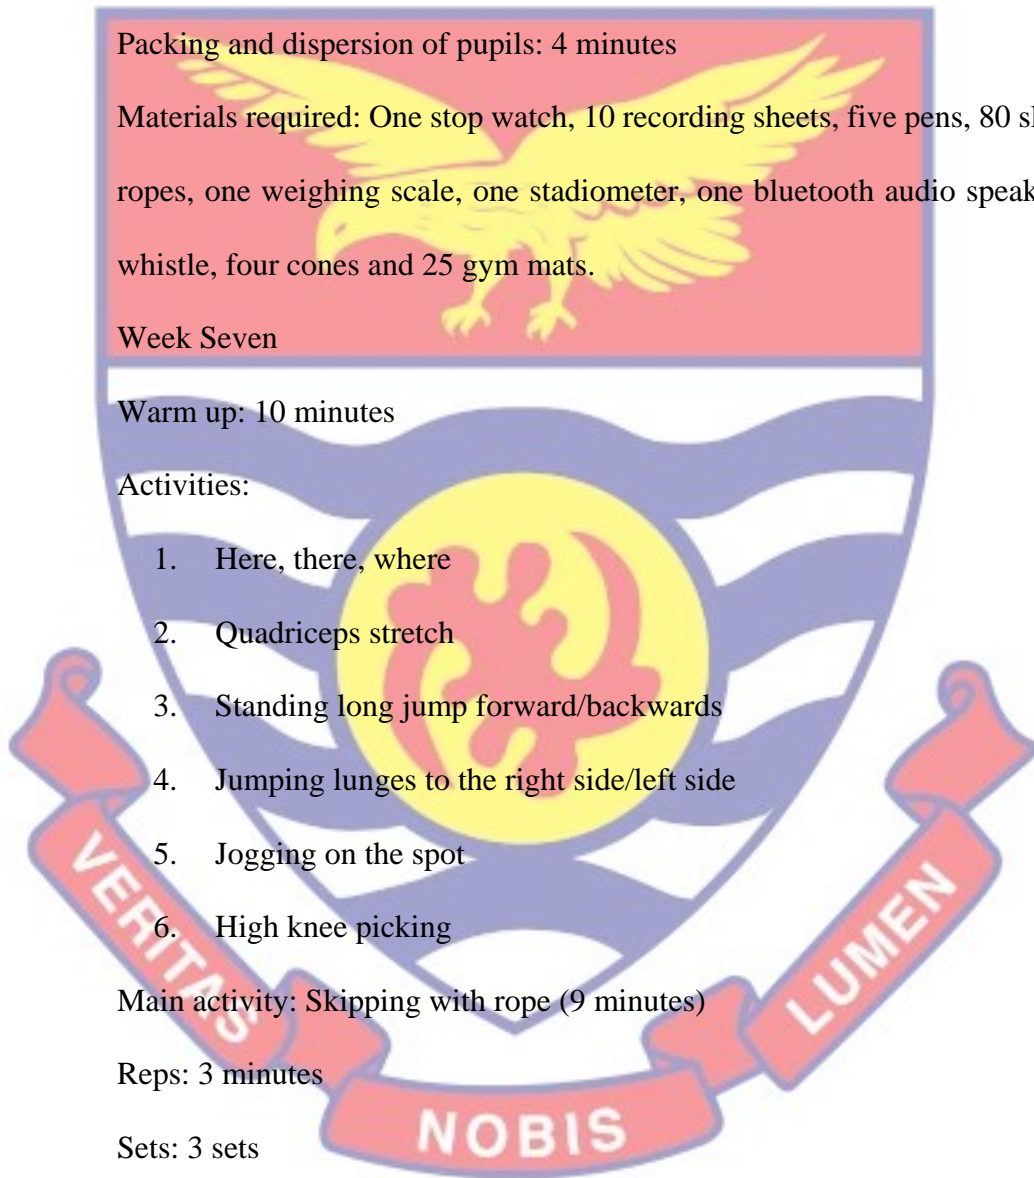 Packing and dispersion of pupils: 4 minutes
Materials required: One stop watch, 10 recording sheets, five pens, 80
ropes, one weighing scale, one stadiometer, one bluetooth audio
whistle, four cones and 25 gym mats.
Week Seven
Warm up: 10 minutes
Activities:
1. Here, there, where
2. Quadriceps stretch
3. Standing long jump forward/backwards
4. Jumping lunges to the right side/left side
5. Jogging on the spot
6. High knee picking
Main activity: Skipping with rope (9 minutes)
Reps: 3 minutes
Sets: 3 sets
VERITAS
NOBIS
LUMEN